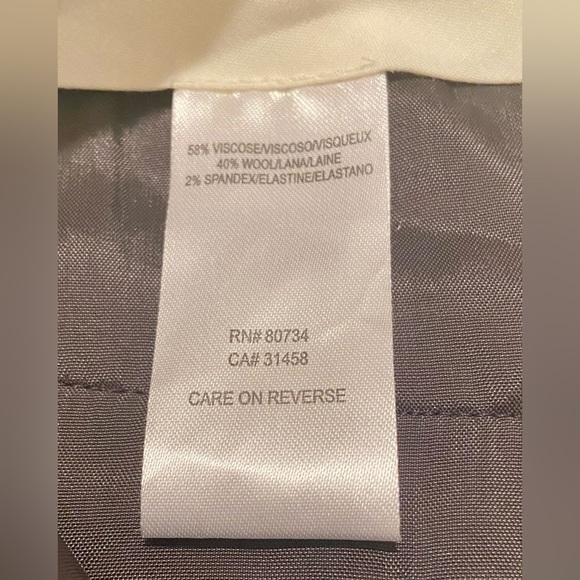 58% VISCOSE/VISCOSO/VISQUEUX
40% WOOL/LANA/LAINE
2% SPANDEX/ELASTINE/ELASTANO
RN# 80734
CA# 31458
CARE ON REVERSE